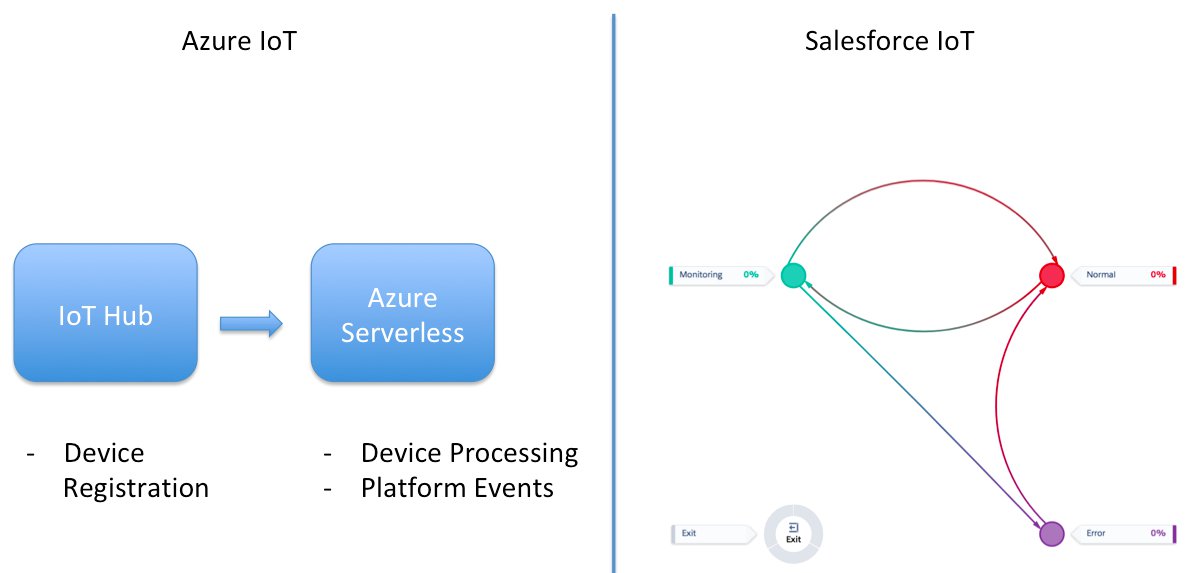 Azure IoT
IoT Hub
Azure
Serverless
- Device
Registration
- Device Processing
- Platform Events
Salesforce IoT
Monitoring 0%
Normal 0%
Exit
Exit
Error 0%